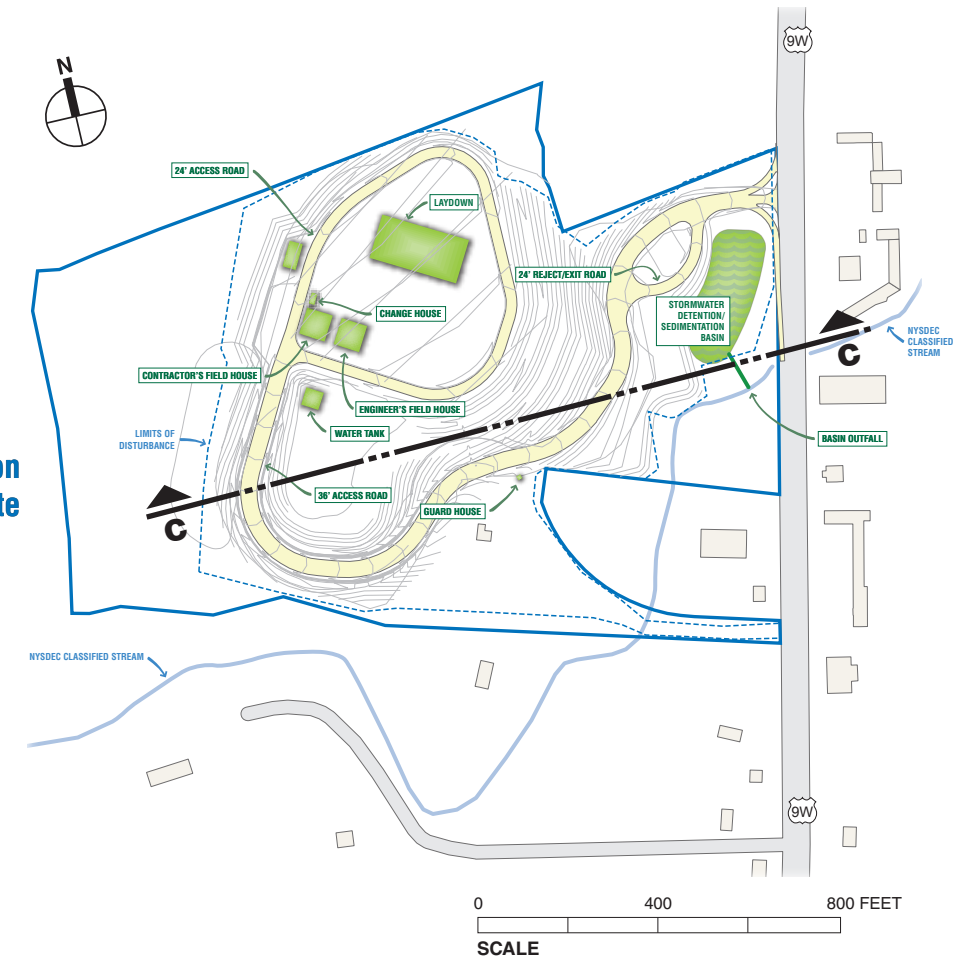 9W
N
24' ACCESS ROAD
LAYDOWN
24' REJECT/EXIT ROAD
STORMWATER
DETENTION/
SEDIMENTATION
BASIN
CHANGE HOUSE
NYSDEC
CLASSIFIED
STREAM
C
CONTRACTOR'S FIELD HOUSE
ENGINEER'S FIELD HOUSE
WATER TANK
LIMITS OF
DISTURBANCE
BASIN OUTFALL
on
te
36' ACCESS ROAD
GUARD HOUSE
C
NYSDEC CLASSIFIED STREAM
9W
0 400 800 FEET
SCALE